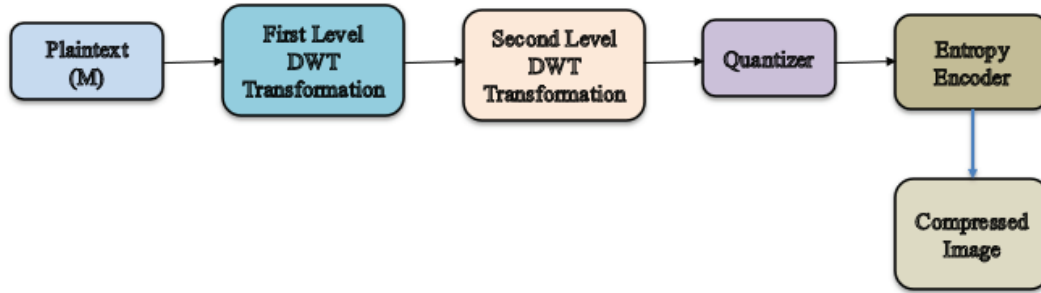 Plaintext
(M)
First Level
DWT
Transformation
Second Level
DWT
Transformation
Quantizer
Entropy
Encoder
Compressed
Image